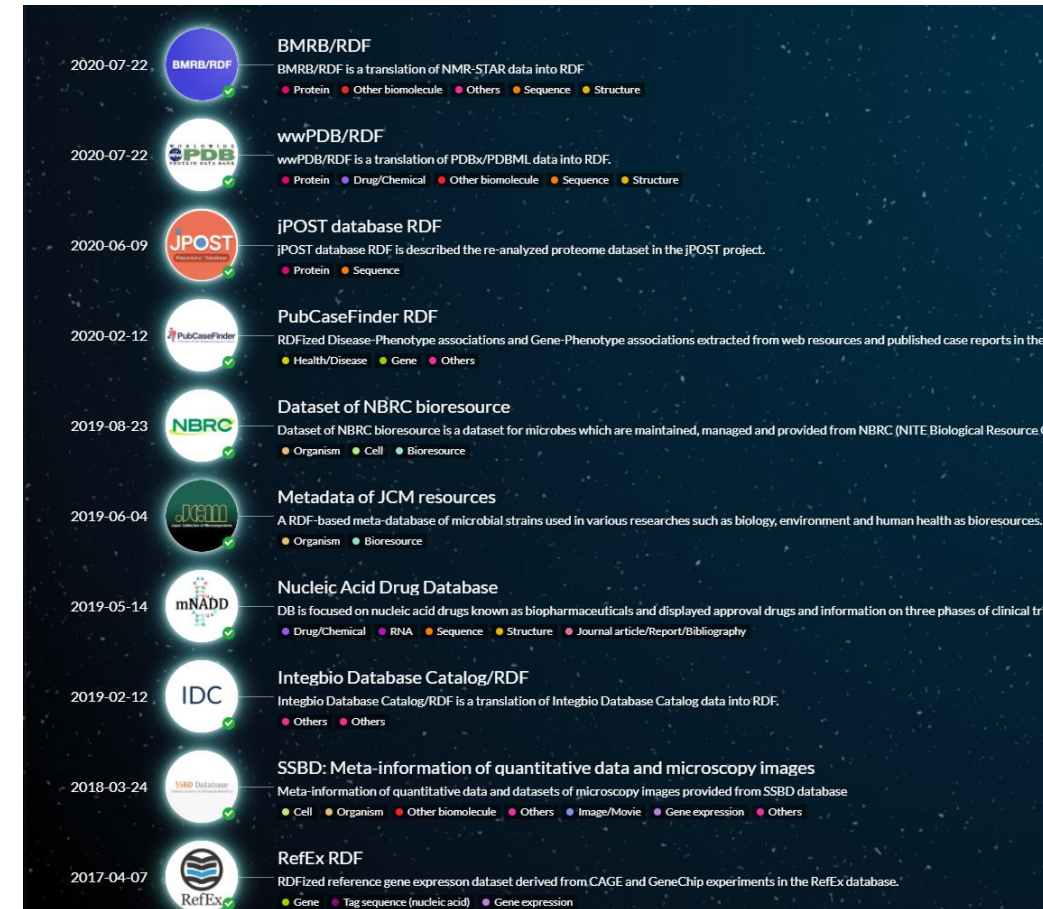 BMRB/RDF
2020-07-22
BMRB/RDF
BMRB/RDF is a translation of NMR-STAR data into RDF
Protein Other biomolecule Others Sequence Structure
wwPDB/RDF
2020-07-22
WORLDWIDE
PDB
PROTEIN DATA BANK
wwPDB/RDF is a translation of PDBx/PDBML data into RDF.
Protein Drug/Chemical Other biomolecule Sequence Structure
jPOST database RDF
2020-06-09
jPOST
Repository Database
jPOST database RDF is described the re-analyzed proteome dataset in the jPOST project.
Protein Sequence
PubCaseFinder RDF
2020-02-12
PubCaseFinder
RDFized Disease-Phenotype associations and Gene-Phenotype associations extracted from web resources and published case reports in the
Health/Disease Gene Others
Dataset of NBRC bioresource
2019-08-23
NBRC
Dataset of NBRC bioresource is a dataset for microbes which are maintained, managed and provided from NBRC (NITE Biological Resource
Organism Cell Bioresource
Metadata of JCM resources
2019-06-04
JCM
Japan Collection of Microorganisms
A RDF-based meta-database of microbial strains used in various researches such as biology, environment and human health as bioresources.
Organism Bioresource
Nucleic Acid Drug Database
2019-05-14
mNADD
DB is focused on nucleic acid drugs known as biopharmaceuticals and displayed approval drugs and information on three phases of clinical tr
Drug/Chemical RNA Sequence Structure Journal article/Report/Bibliography
Integbio Database Catalog/RDF
2019-02-12
IDC
Integbio Database Catalog/RDF is a translation of Integbio Database Catalog data into RDF.
Others Others
SSBD: Meta-information of quantitative data and microscopy images
2018-03-24
SSBD Database
Meta-information of quantitative data and datasets of microscopy images provided from SSBD database
Cell Organism Other biomolecule Others Image/Movie Gene expression Others
RefEx RDF
2017-04-07
RefEx
RDFized reference gene expresson dataset derived from CAGE and GeneChip experiments in the RefEx database.
Gene Tag sequence (nucleic acid) Gene expression